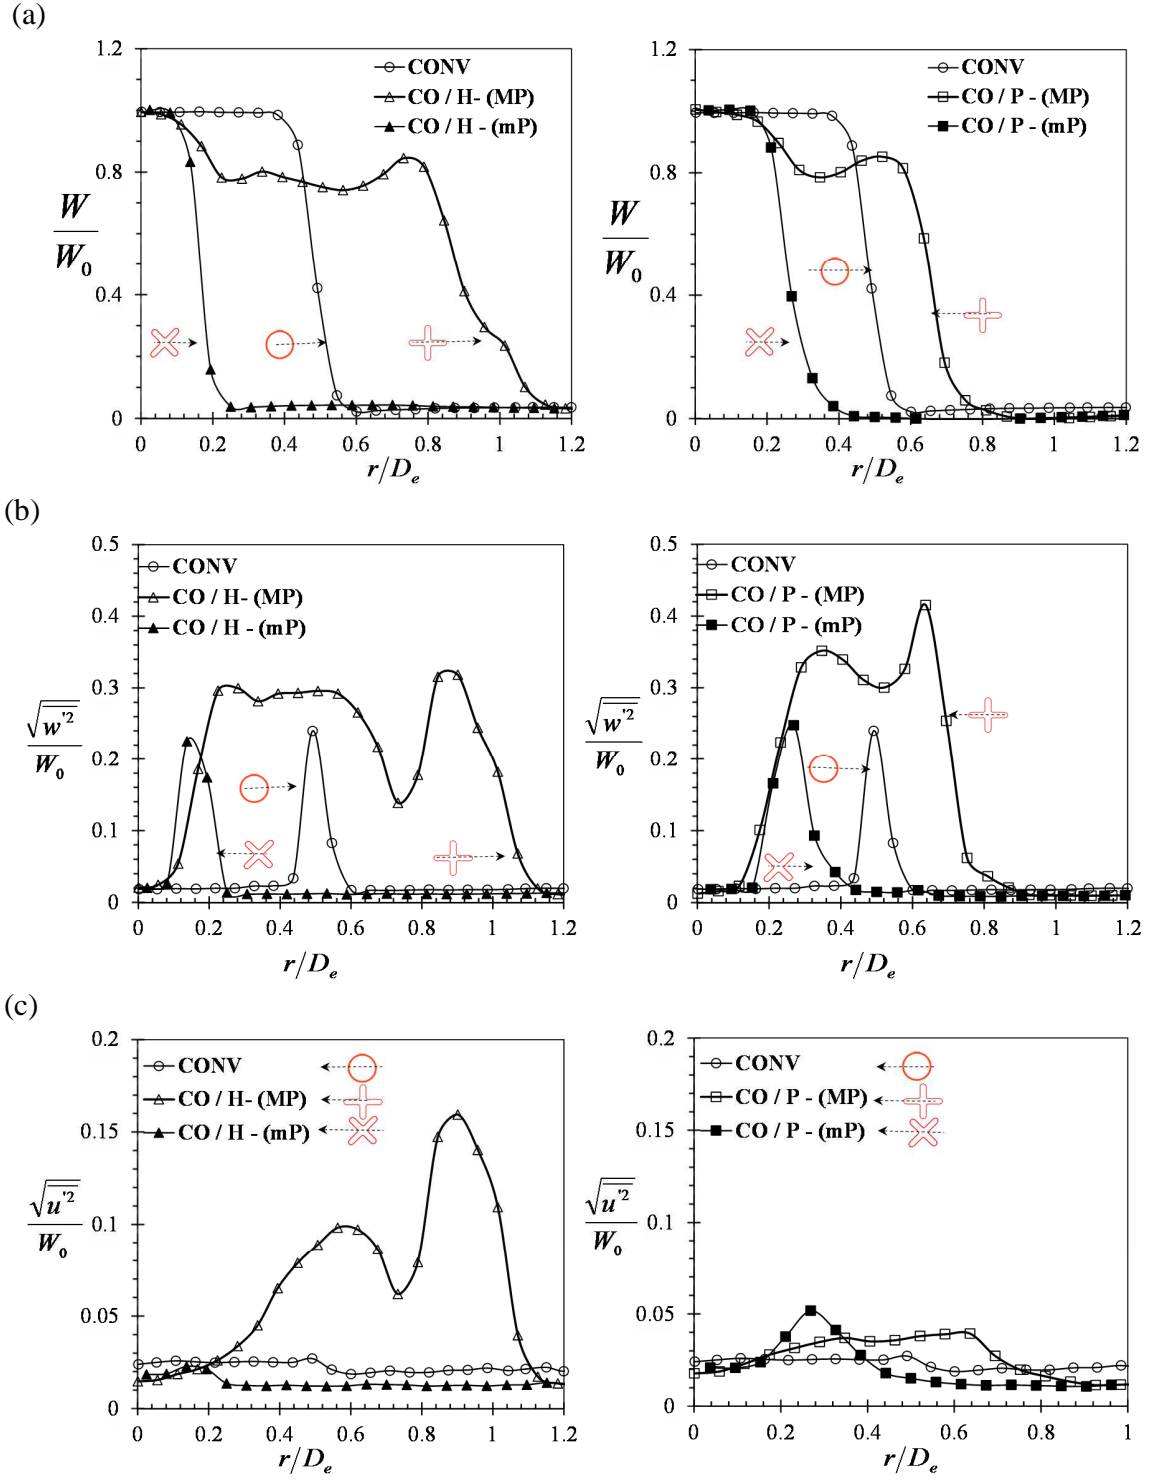 (a)
1.2
0.8
0.4
0
W
W0
CONV
CO / H- (MP)
CO / H - (mP)
0 0.2 0.4 0.6 0.8 1 1.2
r/De
1.2
0.8
0.4
0
W
W0
CONV
CO / P - (MP)
CO / P - (mP)
0 0.2 0.4 0.6 0.8 1 1.2
r/De
(b)
0.5
0.4
0.3
0.2
0.1
0
√w'2
W0
CONV
CO / H- (MP)
CO / H - (mP)
0 0.2 0.4 0.6 0.8 1 1.2
r/De
0.5
0.4
0.3
0.2
0.1
0
√w'2
W0
CONV
CO / P - (MP)
CO / P - (mP)
0 0.2 0.4 0.6 0.8 1 1.2
r/De
(c)
0.2
0.15
0.1
0.05
0
√u'2
W0
CONV
CO / H- (MP)
CO / H - (mP)
0 0.2 0.4 0.6 0.8 1 1.2
r/De
0.2
0.15
0.1
0.05
0
√u'2
W0
CONV
CO / P - (MP)
CO / P - (mP)
0 0.2 0.4 0.6 0.8 1
r/De